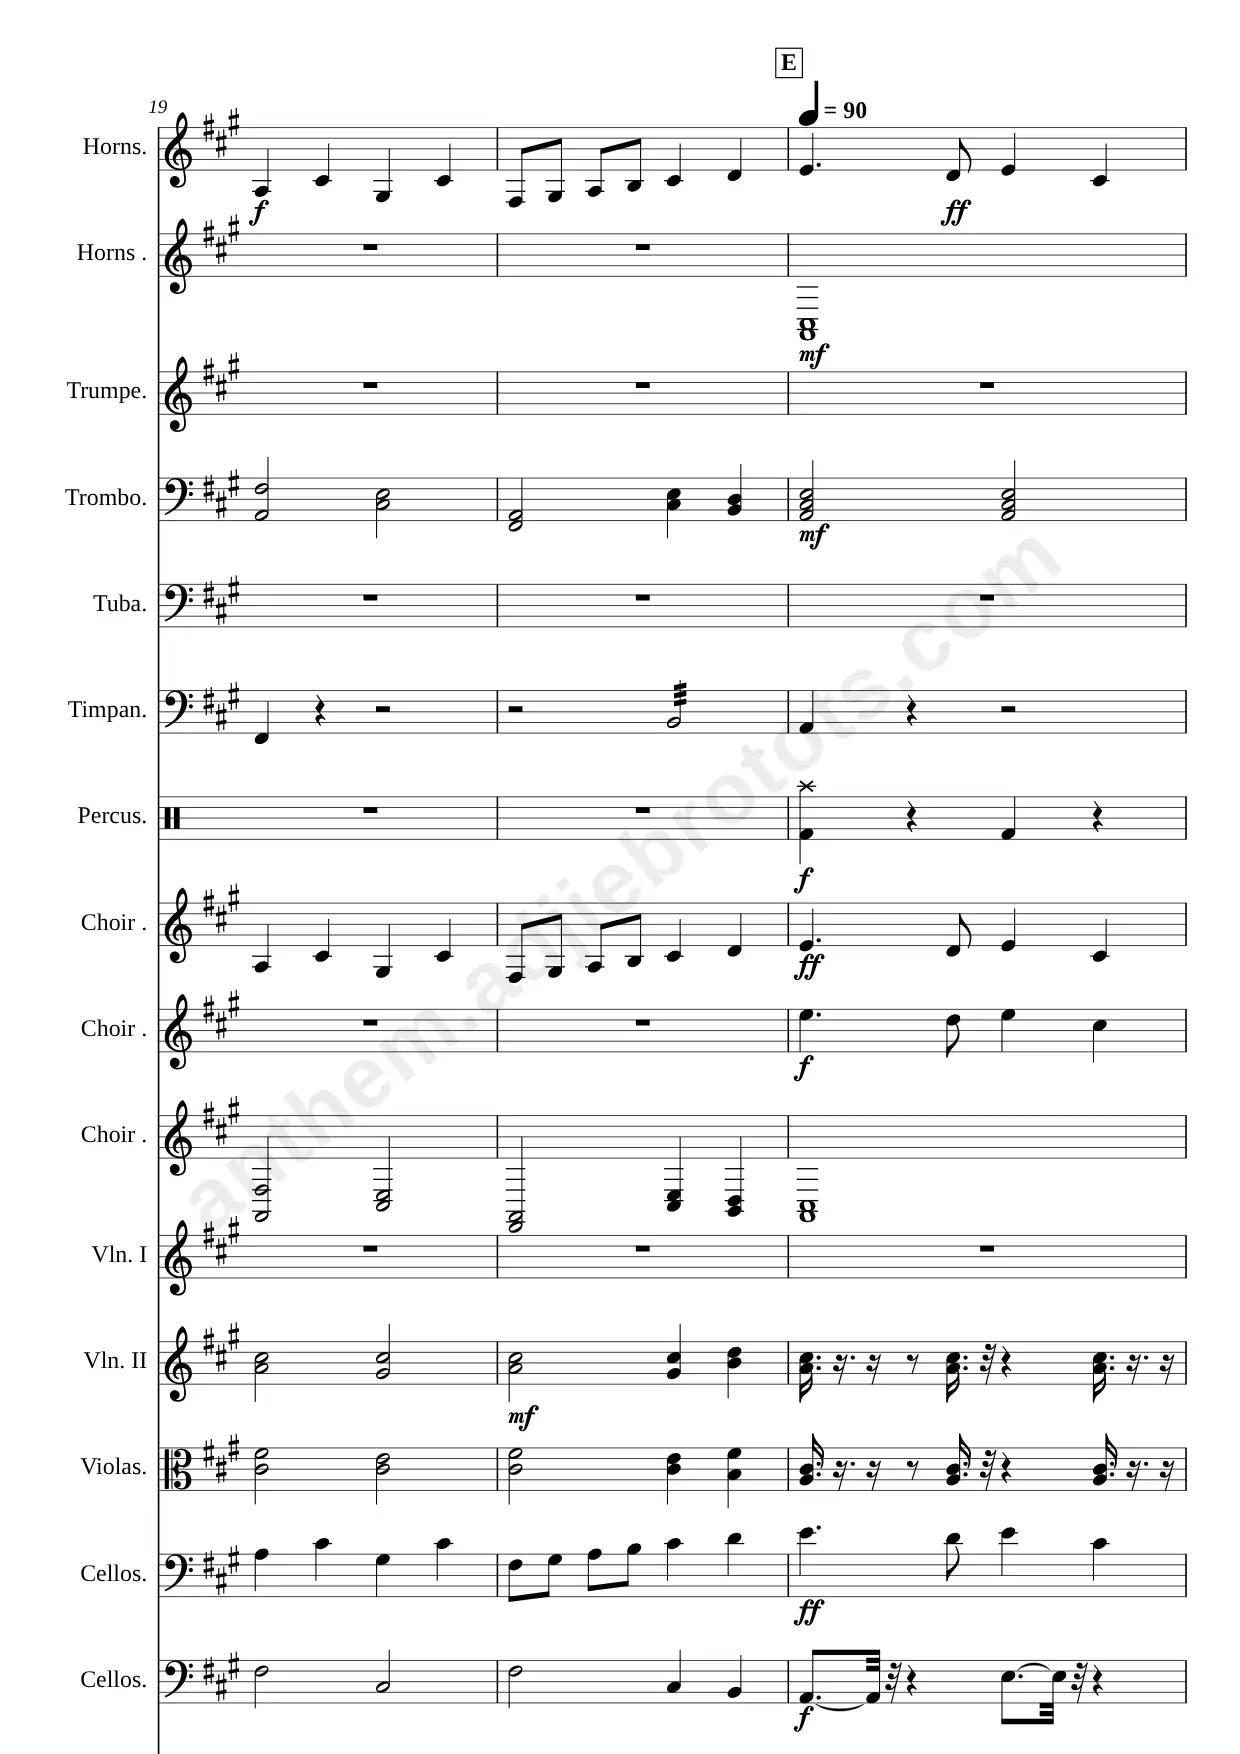 E
= 90
19
Horns.
f
ff
Horns .
mf
Trumpe.
Trombo.
mf
Tuba.
Timpan.
Percus.
f
Choir .
ff
Choir .
f
Choir .
Vln. I
Vln. II
mf
Violas.
Cellos.
ff
Cellos.
f
anthem.adjiebrotots.com